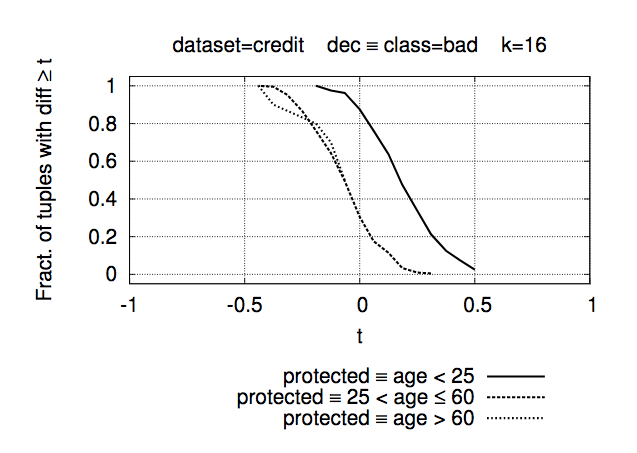 dataset=credit dec ≡ class=bad k=16
Fract. of tuples with diff ≥ t
1
0.8
0.6
0.4
0.2
0
-1 -0.5 0 0.5 1
t
protected ≡ age < 25
protected ≡ 25 < age ≤ 60
protected ≡ age > 60